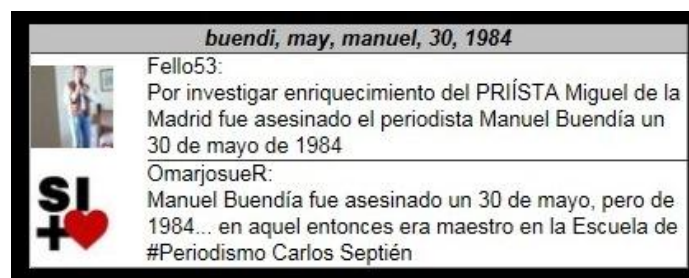 buendi, may, manuel, 30, 1984
Fello53:
Por investigar enriquecimiento del PRIÍSTA Miguel de la
Madrid fue asesinado el periodista Manuel Buendía un
30 de mayo de 1984
SI
+
OmarjosueR:
Manuel Buendía fue asesinado un 30 de mayo, pero de
1984... en aquel entonces era maestro en la Escuela de
#Periodismo Carlos Septién